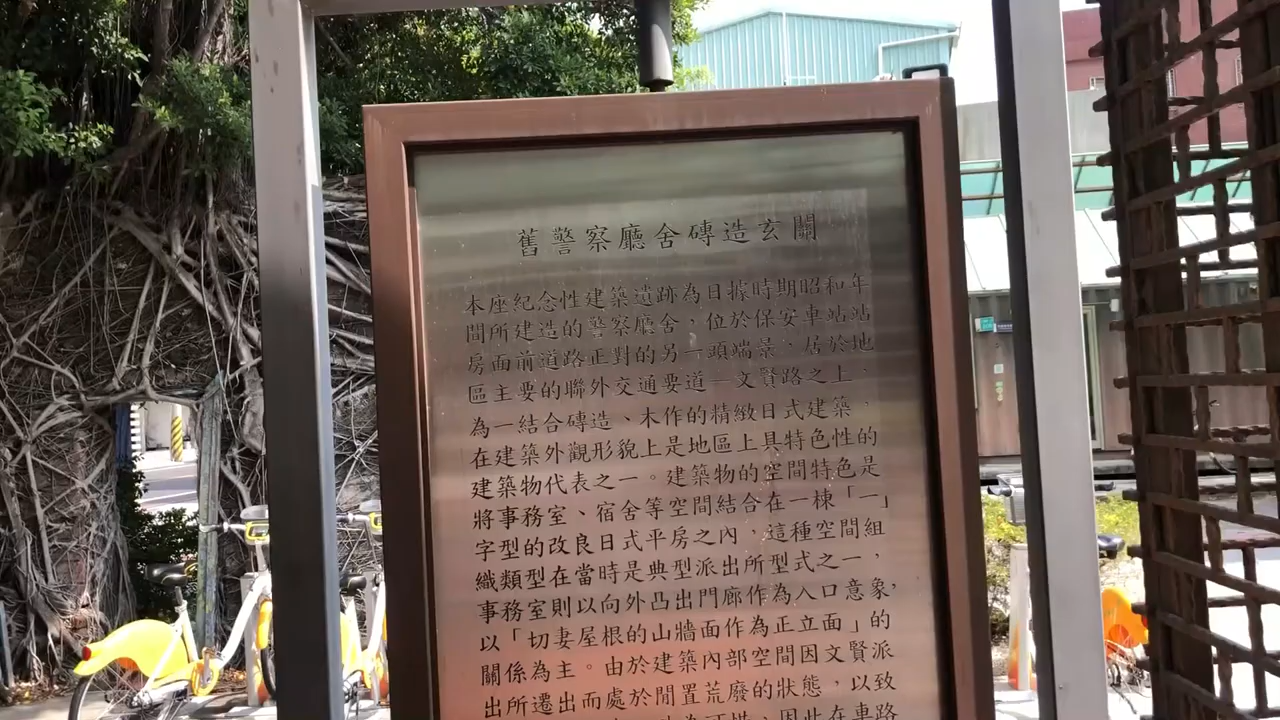 舊警察廳舍磚造玄關
本座紀念性建築遺跡為日據時期昭和年
間所建造的警察廳舍，位於保安車站站
房面前道路正對的另一頭端景，居於地
區主要的聯外交通要道—文賢路之上，
為一結合磚造、木作的精緻日式建築，
在建築外觀形貌上是地區上具特色性的
建築物代表之一。建築物的空間特色是
將事務室、宿舍等空間結合在一棟「一」
字型的改良日式平房之內，這種空間組
織類型在當時是典型派出所型式之一，
事務室則以向外凸出門廊作為入口意象，
以「切妻屋根的山牆面作為正立面」的
關係為主。由於建築內部空間因文賢派
出所遷出而處於閒置荒廢的狀態，以致
因此在車路